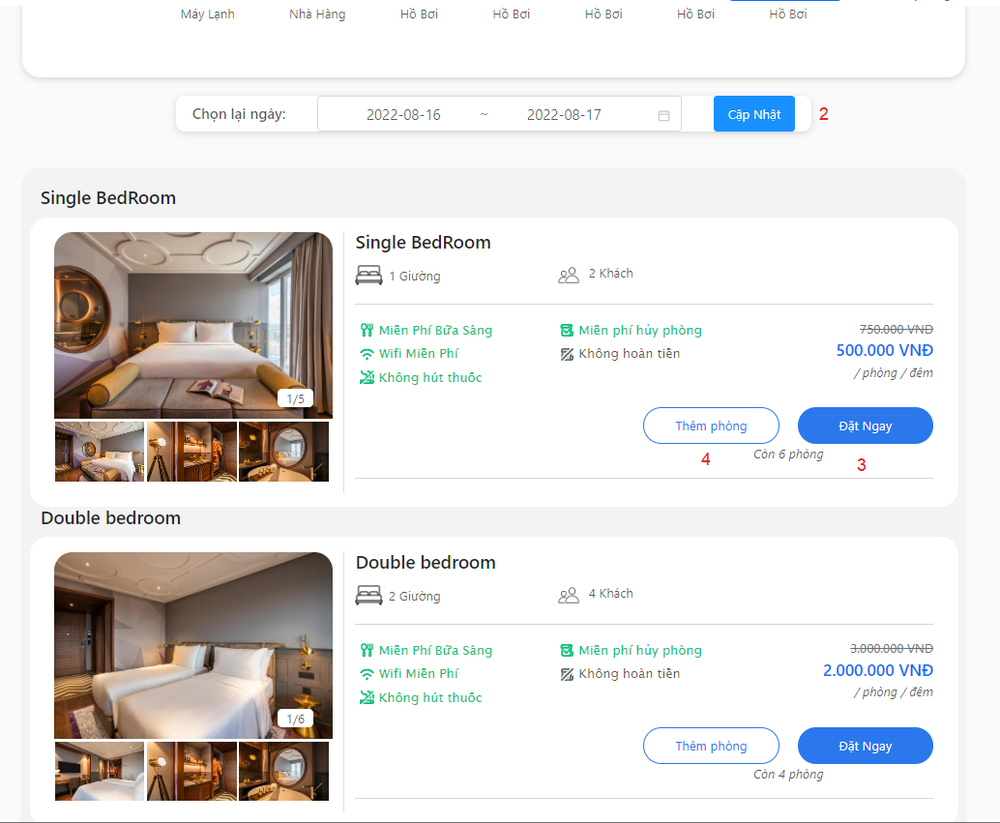 Máy Lạnh Nhà Hàng Hồ Bơi Hồ Bơi Hồ Bơi Hồ Bơi Hồ Bơi
Chọn lại ngày: 2022-08-16 ~ 2022-08-17 Cập Nhật 2
Single BedRoom
Single BedRoom
1 Giường 2 Khách
Miễn Phí Bữa Sáng Miễn phí hủy phòng 750.000 VNĐ
Wifi Miễn Phí Không hoàn tiền 500.000 VNĐ
Không hút thuốc / phòng / đêm
1/5
Thêm phòng Đặt Ngay
4 Còn 6 phòng 3
Double bedroom
Double bedroom
2 Giường 4 Khách
Miễn Phí Bữa Sáng Miễn phí hủy phòng 3.000.000 VNĐ
Wifi Miễn Phí Không hoàn tiền 2.000.000 VNĐ
Không hút thuốc / phòng / đêm
1/6
Thêm phòng Đặt Ngay
Còn 4 phòng